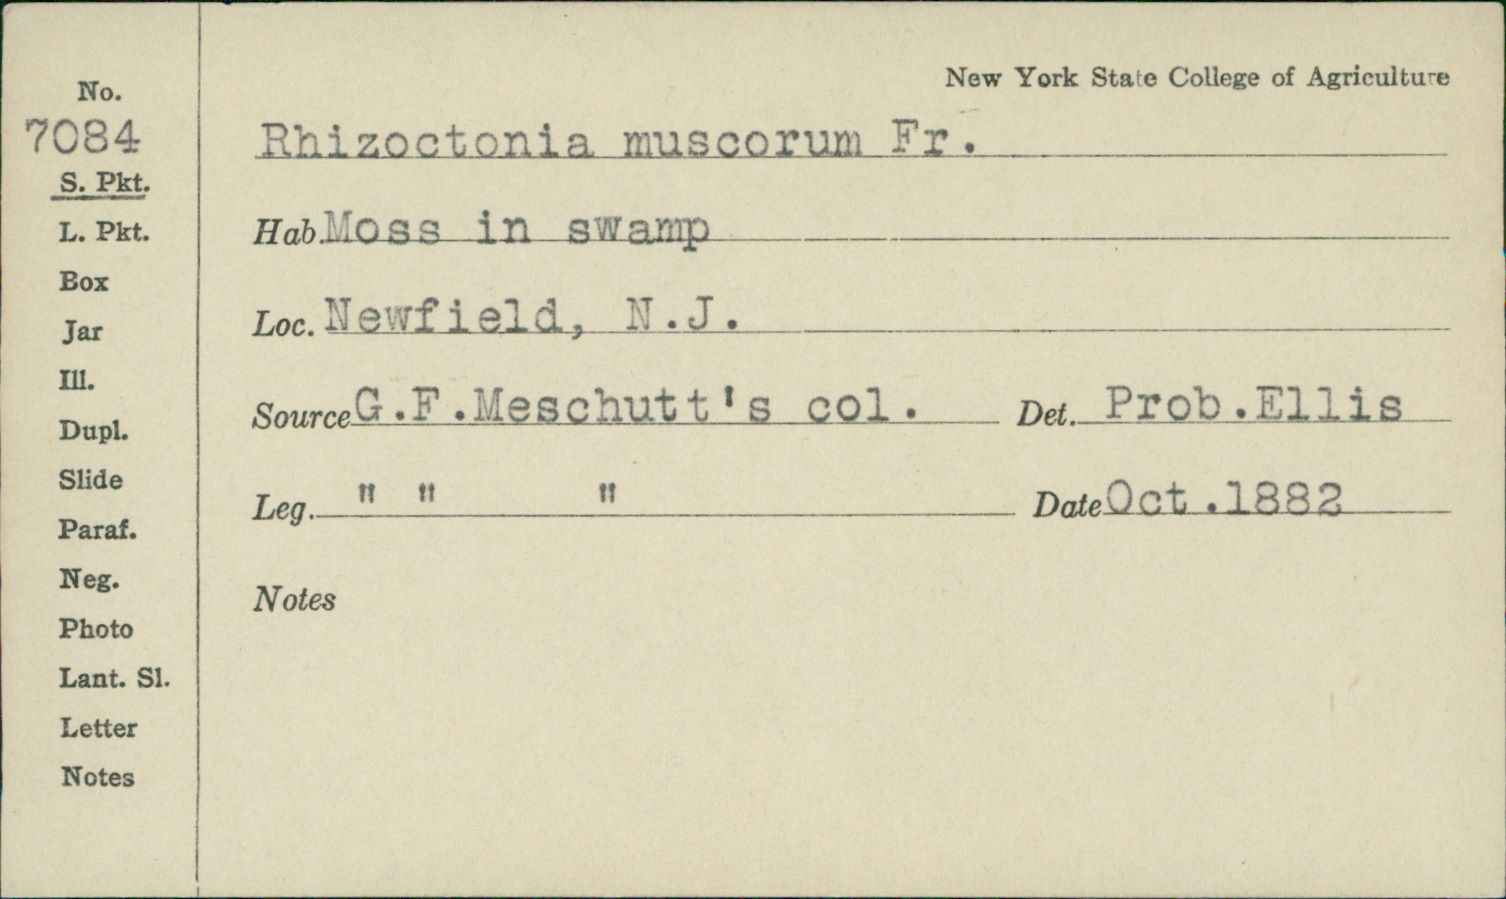 New York State College of Agriculture
No.
7084
S. Pkt.
L. Pkt.
Box
Jar
Ill.
Dupl.
Slide
Paraf.
Neg.
Photo
Lant. Sl.
Letter
Notes
Rhizoctonia muscorum Fr.
Hab. Moss in swamp
Loc. Newfield, N.J.
Source G.F.Meschutt's col. Det. Prob.Ellis
Leg. " " " Date Oct.1882
Notes